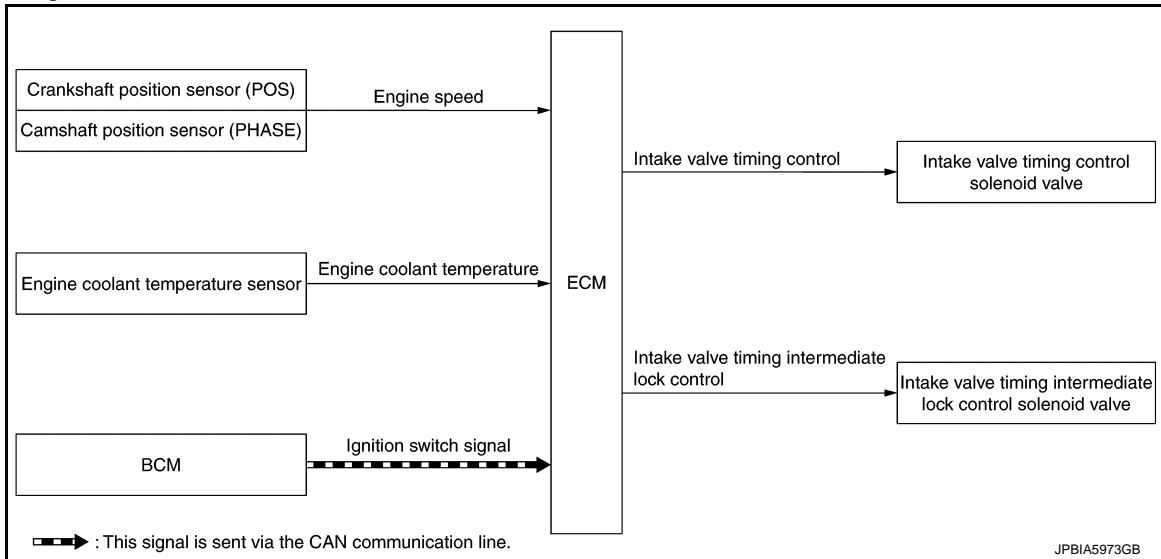 Crankshaft position sensor (POS)
Camshaft position sensor (PHASE)
Engine speed
Engine coolant temperature sensor
Engine coolant temperature
BCM
Ignition switch signal
ECM
Intake valve timing control
Intake valve timing control
solenoid valve
Intake valve timing intermediate
lock control
Intake valve timing intermediate
lock control solenoid valve
: This signal is sent via the CAN communication line.
JPBIA5973GB